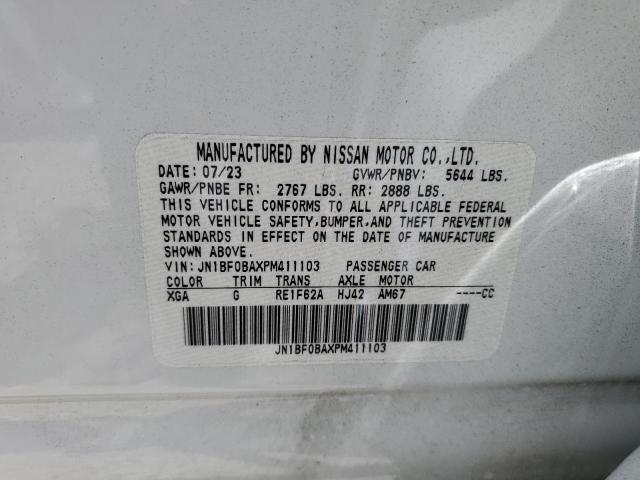 MANUFACTURED BY NISSAN MOTOR CO.,LTD.
DATE: 07/23 GVWR/PNBV: 5644 LBS.
GAWR/PNBE FR: 2767 LBS. RR: 2888 LBS.
THIS VEHICLE CONFORMS TO ALL APPLICABLE FEDERAL
MOTOR VEHICLE SAFETY,BUMPER,AND THEFT PREVENTION
STANDARDS IN EFFECT ON THE DATE OF MANUFACTURE
SHOWN ABOVE.
VIN: JN1BF0BAXPM411103 PASSENGER CAR
COLOR TRIM TRANS AXLE MOTOR
XGA G RE1F62A HJ42 AM67 ----CC
JN1BF0BAXPM411103